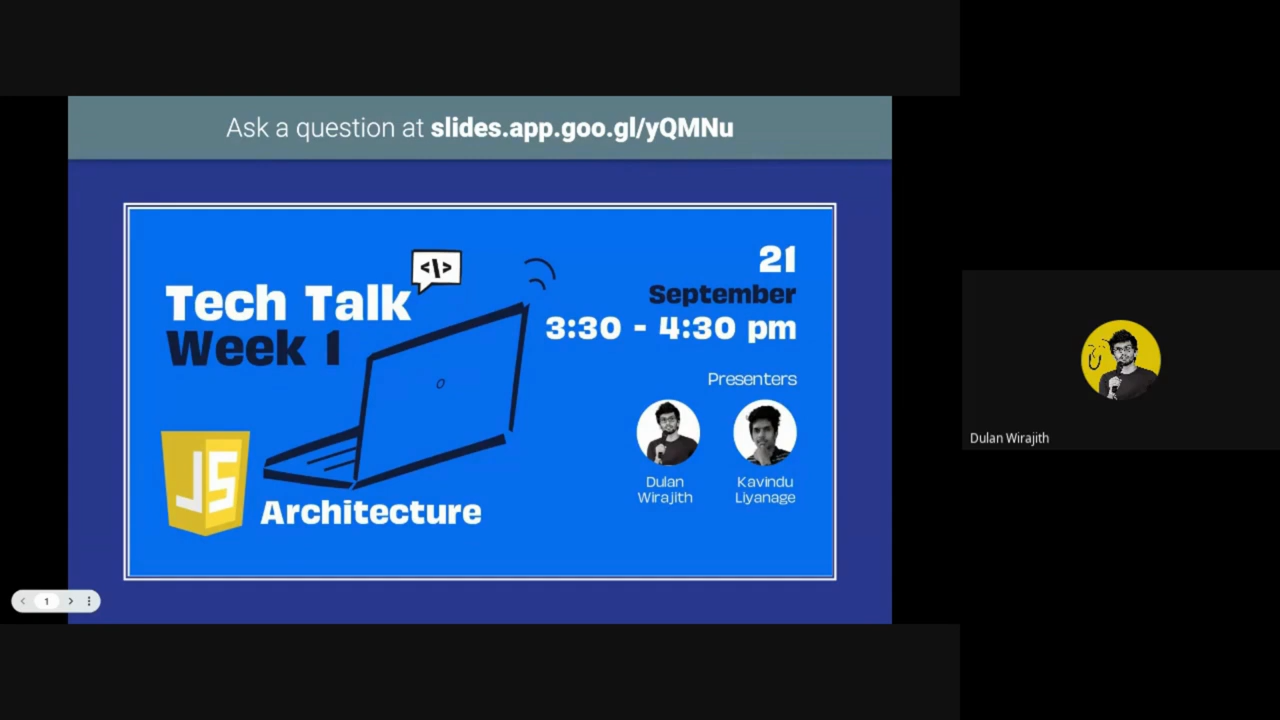 Ask a question at slides.app.goo.gl/yQMNu
Tech Talk
Week 1
<\>
21
September
3:30 - 4:30 pm
Presenters
Dulan
Wirajith
Kavindu
Liyanage
JS
Architecture
1
Dulan Wirajith